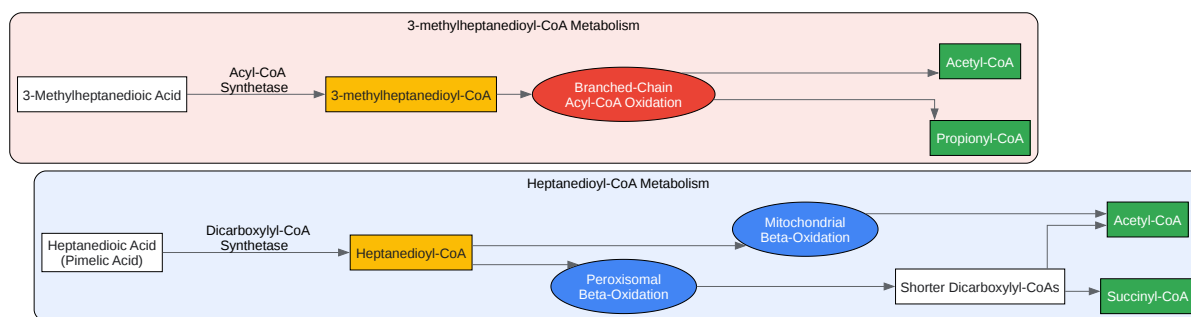 3-methylheptanedioyl-CoA Metabolism
3-Methylheptanedioic Acid
Acyl-CoA
Synthetase
3-methylheptanedioyl-CoA
Branched-Chain
Acyl-CoA Oxidation
Acetyl-CoA
Propionyl-CoA
Heptanedioyl-CoA Metabolism
Heptanedioic Acid
(Pimelic Acid)
Dicarboxylyl-CoA
Synthetase
Heptanedioyl-CoA
Mitochondrial
Beta-Oxidation
Peroxisomal
Beta-Oxidation
Shorter Dicarboxylyl-CoAs
Acetyl-CoA
Succinyl-CoA